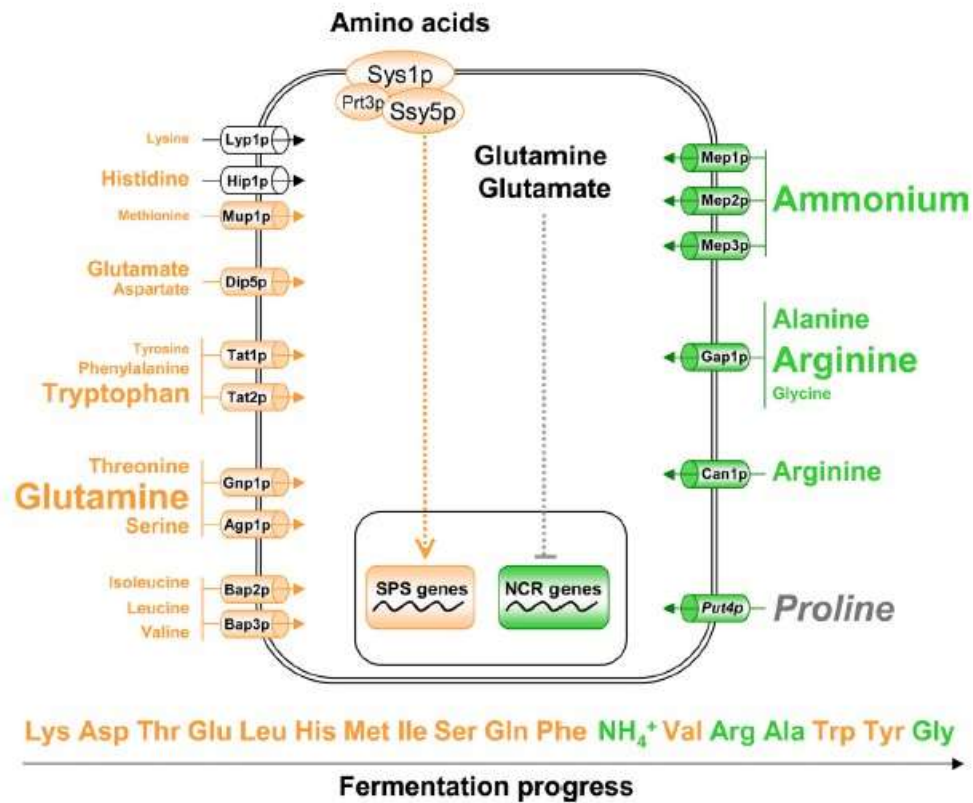 Amino acids
Sys1p
Prt3p
Ssy5p
Lysine
Lyp1p
Histidine
Hip1p
Methionine
Mup1p
Glutamate
Aspartate
Dip5p
Tyrosine
Phenylalanine
Tryptophan
Tat1p
Tat2p
Threonine
Glutamine
Serine
Gnp1p
Agp1p
Isoleucine
Leucine
Valine
Bap2p
Bap3p
Glutamine
Glutamate
SPS genes
NCR genes
Mep1p
Mep2p
Mep3p
Ammonium
Gap1p
Alanine
Arginine
Glycine
Can1p
Arginine
Put4p
Proline
Lys Asp Thr Glu Leu His Met Ile Ser Gln Phe NH₄⁺ Val Arg Ala Trp Tyr Gly
Fermentation progress